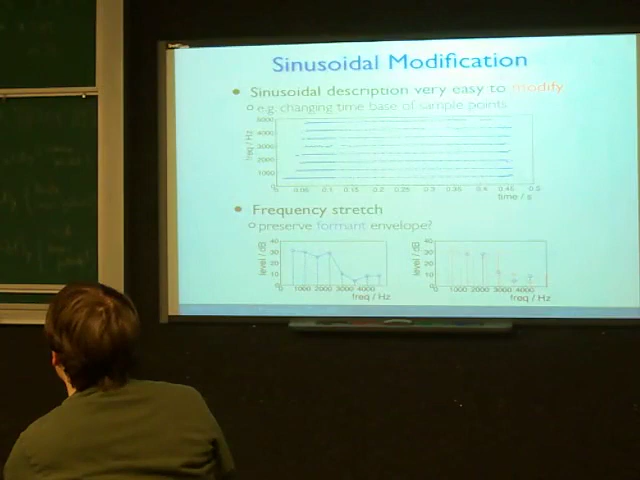 Sinusoidal Modification
• Sinusoidal description very easy to modify
e.g. changing time base of sample points
freq / Hz
5000
4000
3000
2000
1000
0 0.05 0.1 0.15 0.2 0.25 0.3 0.35 0.4 0.45 0.5
time / s
• Frequency stretch
preserve formant envelope?
level / dB
40
30
20
10
0
0 1000 2000 3000 4000
freq / Hz
level / dB
40
30
20
10
0
0 1000 2000 3000 4000
freq / Hz